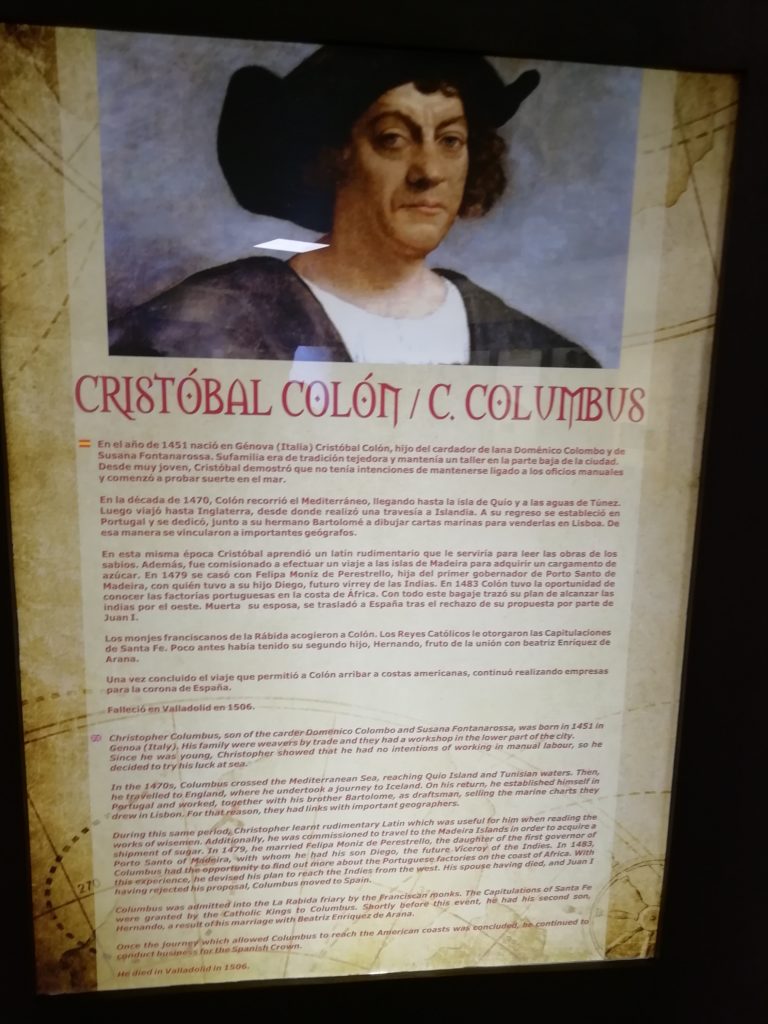 CRISTÓBAL COLÓN / C. COLUMBUS
En el año de 1451 nació en Génova (Italia) Cristóbal Colón, hijo del cardador de lana Doménico Colombo y de
Susana Fontanarossa. Sufamilia era de tradición tejedora y mantenía un taller en la parte baja de la ciudad.
Desde muy joven, Cristóbal demostró que no tenía intenciones de mantenerse ligado a los oficios manuales
y comenzó a probar suerte en el mar.
En la década de 1470, Colón recorrió el Mediterráneo, llegando hasta la isla de Quío y a las aguas de Túnez.
Luego viajó hasta Inglaterra, desde donde realizó una travesía a Islandia. A su regreso se estableció en
Portugal y se dedicó, junto a su hermano Bartolomé a dibujar cartas marinas para venderlas en Lisboa. De
esa manera se vincularon a importantes geógrafos.
En esta misma época Cristóbal aprendió un latín rudimentario que le serviría para leer las obras de los
sabios. Además, fue comisionado a efectuar un viaje a las islas de Madeira para adquirir un cargamento de
azúcar. En 1479 se casó con Felipa Moniz de Perestrello, hija del primer gobernador de Porto Santo de
Madeira, con quién tuvo a su hijo Diego, futuro virrey de las Indias. En 1483 Colón tuvo la oportunidad de
conocer las factorías portuguesas en la costa de África. Con todo este bagaje trazó su plan de alcanzar las
indias por el oeste. Muerta su esposa, se trasladó a España tras el rechazo de su propuesta por parte de
Juan I.
Los monjes franciscanos de la Rábida acogieron a Colón. Los Reyes Católicos le otorgaron las Capitulaciones
de Santa Fe. Poco antes había tenido su segundo hijo, Hernando, fruto de la unión con beatriz Enríquez de
Arana.
Una vez concluido el viaje que permitió a Colón arribar a costas americanas, continuó realizando empresas
para la corona de España.
Falleció en Valladolid en 1506.
Christopher Columbus, son of the carder Domenico Colombo and Susana Fontanarossa, was born in 1451 in
Genoa (Italy). His family were weavers by trade and they had a workshop in the lower part of the city.
Since he was young, Christopher showed that he had no intentions of working in manual labour, so he
decided to try his luck at sea.
In the 1470s, Columbus crossed the Mediterranean Sea, reaching Quio Island and Tunisian waters. Then,
he travelled to England, where he undertook a journey to Iceland. On his return, he established himself in
Portugal and worked, together with his brother Bartolome, as draftsman, selling the marine charts they
drew in Lisbon. For that reason, they had links with important geographers.
During this same period, Christopher learnt rudimentary Latin which was useful for him when reading the
works of wisemen. Additionally, he was commissioned to travel to the Madeira Islands in order to acquire a
shipment of sugar. In 1479, he married Felipa Moniz de Perestrello, the daughter of the first governor of
Porto Santo of Madeira, with whom he had his son Diego, the future Viceroy of the Indies. In 1483,
Columbus had the opportunity to find out more about the Portuguese factories on the coast of Africa. With
this experience, he devised his plan to reach the Indies from the west. His spouse having died, and Juan I
having rejected his proposal, Columbus moved to Spain.
Columbus was admitted into the La Rabida friary by the Franciscan monks. The Capitulations of Santa Fe
were granted by the Catholic Kings to Columbus. Shortly before this event, he had his second son,
Hernando, a result of his marriage with Beatriz Enriquez de Arana.
Once the journey which allowed Columbus to reach the American coasts was concluded, he continued to
conduct business for the Spanish Crown.
He died in Valladolid in 1506.
270